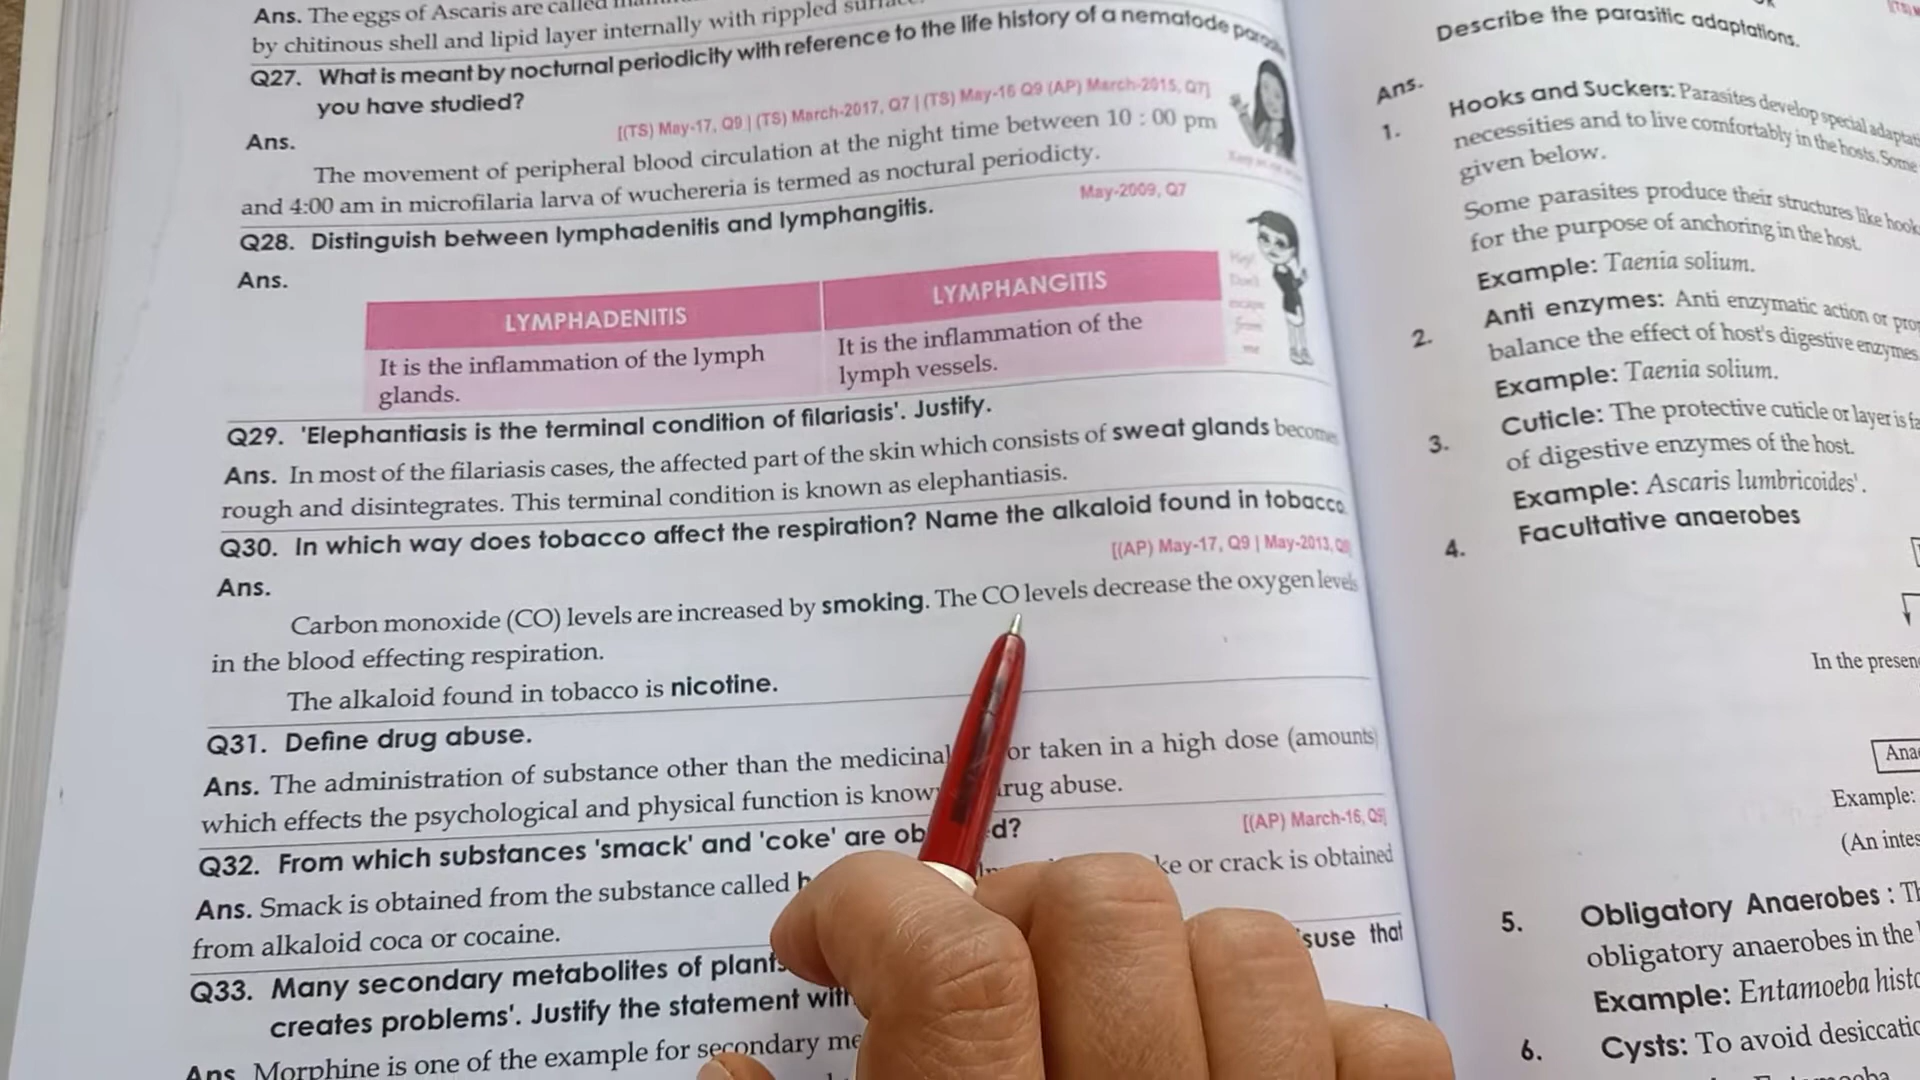 Ans. The eggs of Ascaris are called
by chitinous shell and lipid layer internally with rippled
Q27. What is meant by nocturnal periodicity with reference to the life history of a nematode
you have studied?
[(TS) May-17, Q9 | (TS) March-2017, Q7 | (TS) May-16 Q9 (AP) March-2015, Q7]
Ans.
The movement of peripheral blood circulation at the night time between 10 : 00 pm
and 4:00 am in microfilaria larva of wuchereria is termed as noctural periodicty.
May-2009, Q7
Q28. Distinguish between lymphadenitis and lymphangitis.
Ans.
LYMPHADENITIS LYMPHANGITIS
It is the inflammation of the lymph
glands.
It is the inflammation of the
lymph vessels.
Hey!
Don't
escape
from
me
Q29. 'Elephantiasis is the terminal condition of filariasis'. Justify.
Ans. In most of the filariasis cases, the affected part of the skin which consists of sweat glands becomes
rough and disintegrates. This terminal condition is known as elephantiasis.
Q30. In which way does tobacco affect the respiration? Name the alkaloid found in tobacco.
[(AP) May-17, Q9 | May-2013,
Ans.
Carbon monoxide (CO) levels are increased by smoking. The CO levels decrease the oxygen levels
in the blood effecting respiration.
The alkaloid found in tobacco is nicotine.
Q31. Define drug abuse.
Ans. The administration of substance other than the medicinal or taken in a high dose (amounts)
which effects the psychological and physical function is drug abuse.
Q32. From which substances 'smack' and 'coke' are
[(AP) March-16, Q9]
Ans. Smack is obtained from the substance called or crack is obtained
from alkaloid coca or cocaine.
Q33. Many secondary metabolites of plants that
creates problems'. Justify the statement with
Ans. Morphine is one of the example for secondary
Describe the parasitic adaptations.
Ans.
1. Hooks and Suckers: Parasites develop special
necessities and to live comfortably in the hosts. Some
given below.
Some parasites produce their structures like
for the purpose of anchoring in the host.
Example: Taenia solium.
2. Anti enzymes: Anti enzymatic action or
balance the effect of host's digestive enzymes
Example: Taenia solium.
3. Cuticle: The protective cuticle or layer is
of digestive enzymes of the host.
Example: Ascaris lumbricoides'.
4. Facultative anaerobes
In the
Example:
(An
5. Obligatory Anaerobes :
obligatory anaerobes in the
Example: Entamoeba
6. Cysts: To avoid